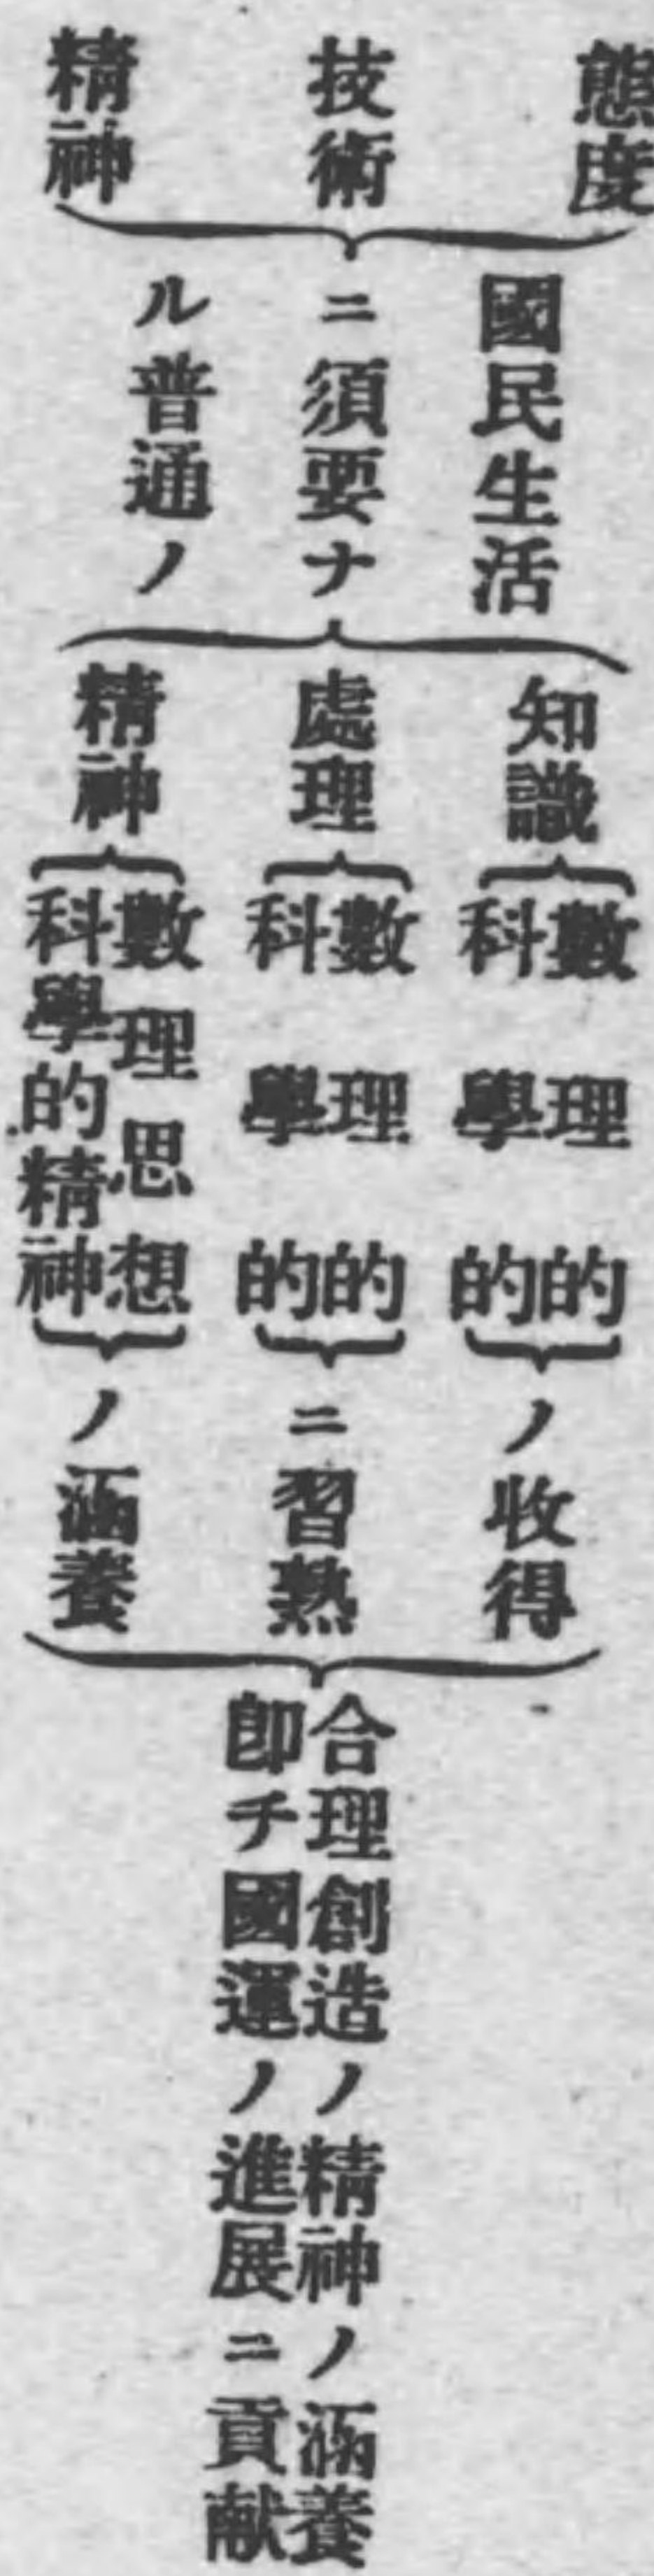 態度
技術
精神
國民生活
ニ須要ナ
ル普通ノ
知識
處理
精神
數理的
科學的
數理的
科學的
數理思想
科學的精神
ノ收得
ニ習熟
ノ涵養
合理創造ノ精神ノ涵養
卽チ國運ノ進展ニ貢献